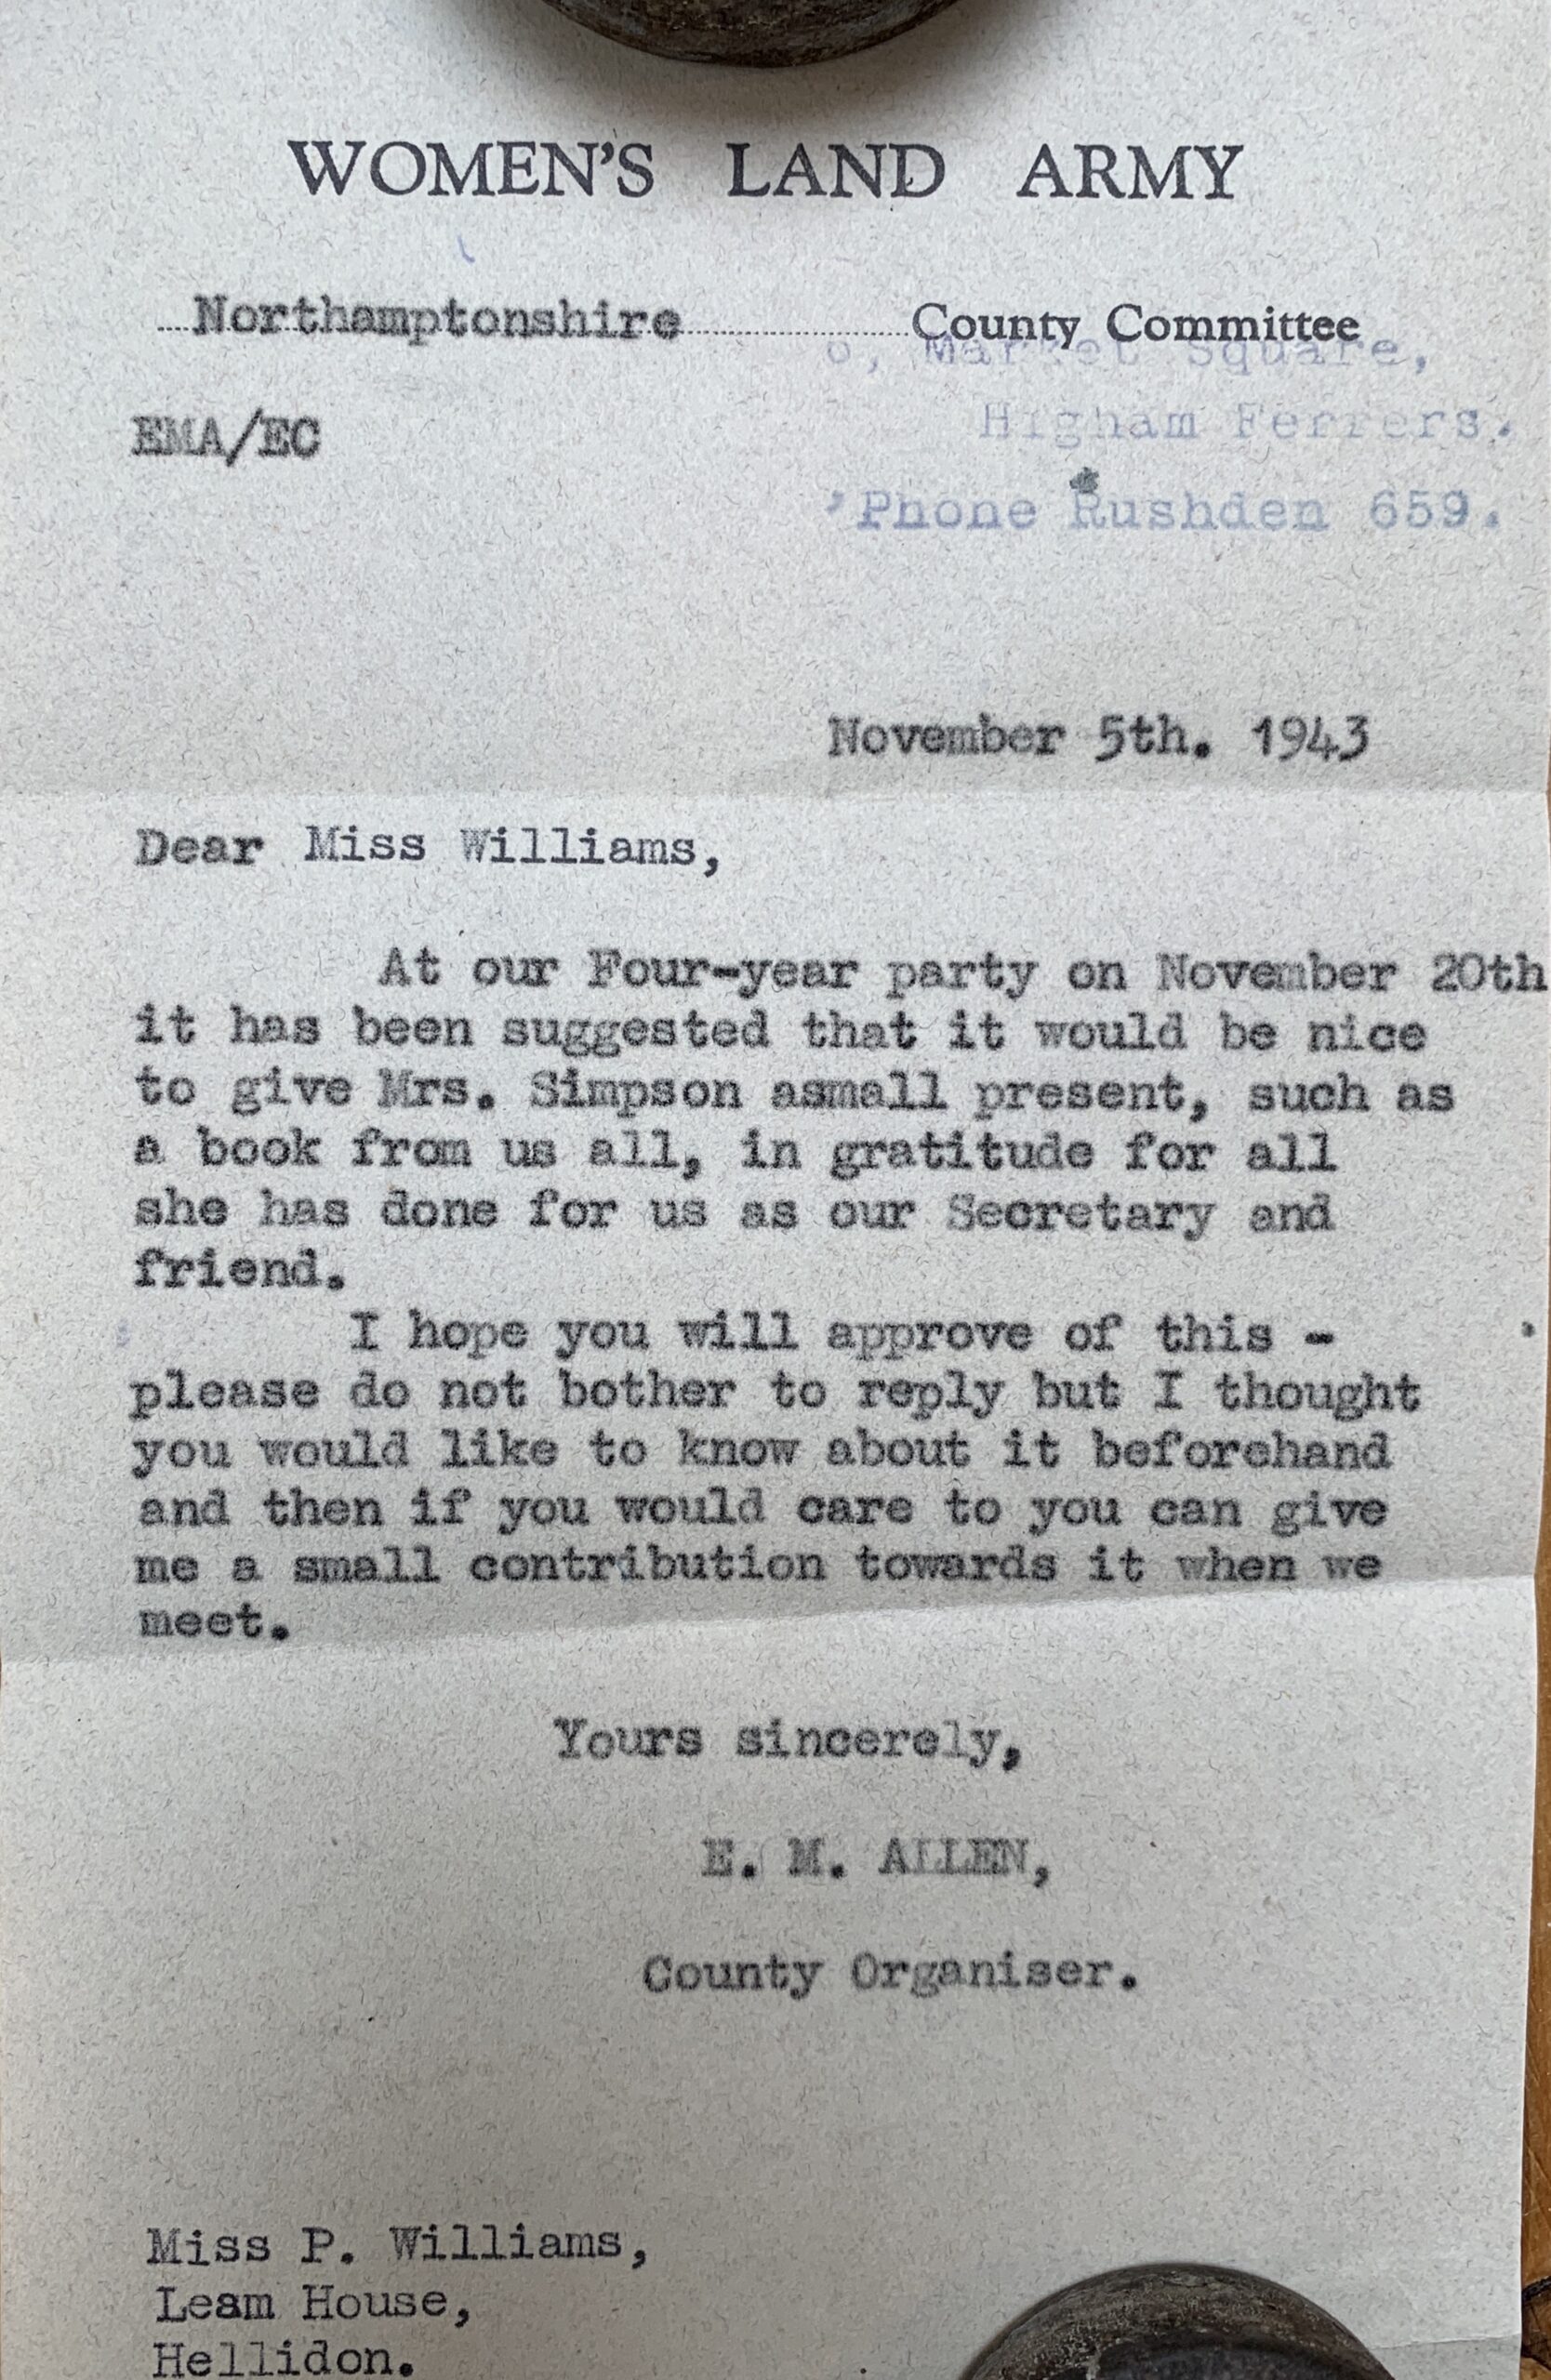 WOMEN'S LAND ARMY
Northamptonshire County Committee
Market Square,
EMA/EC
Higham Ferrers.
'Phone Rushden 659.
November 5th. 1943
Dear Miss Williams,
At our Four-year party on November 20th
it has been suggested that it would be nice
to give Mrs. Simpson asmall present, such as
a book from us all, in gratitude for all
she has done for us as our Secretary and
friend.
I hope you will approve of this -
please do not bother to reply but I thought
you would like to know about it beforehand
and then if you would care to you can give
me a small contribution towards it when we
meet.
Yours sincerely,
E. M. ALLEN,
County Organiser.
Miss P. Williams,
Leam House,
Hellidon.